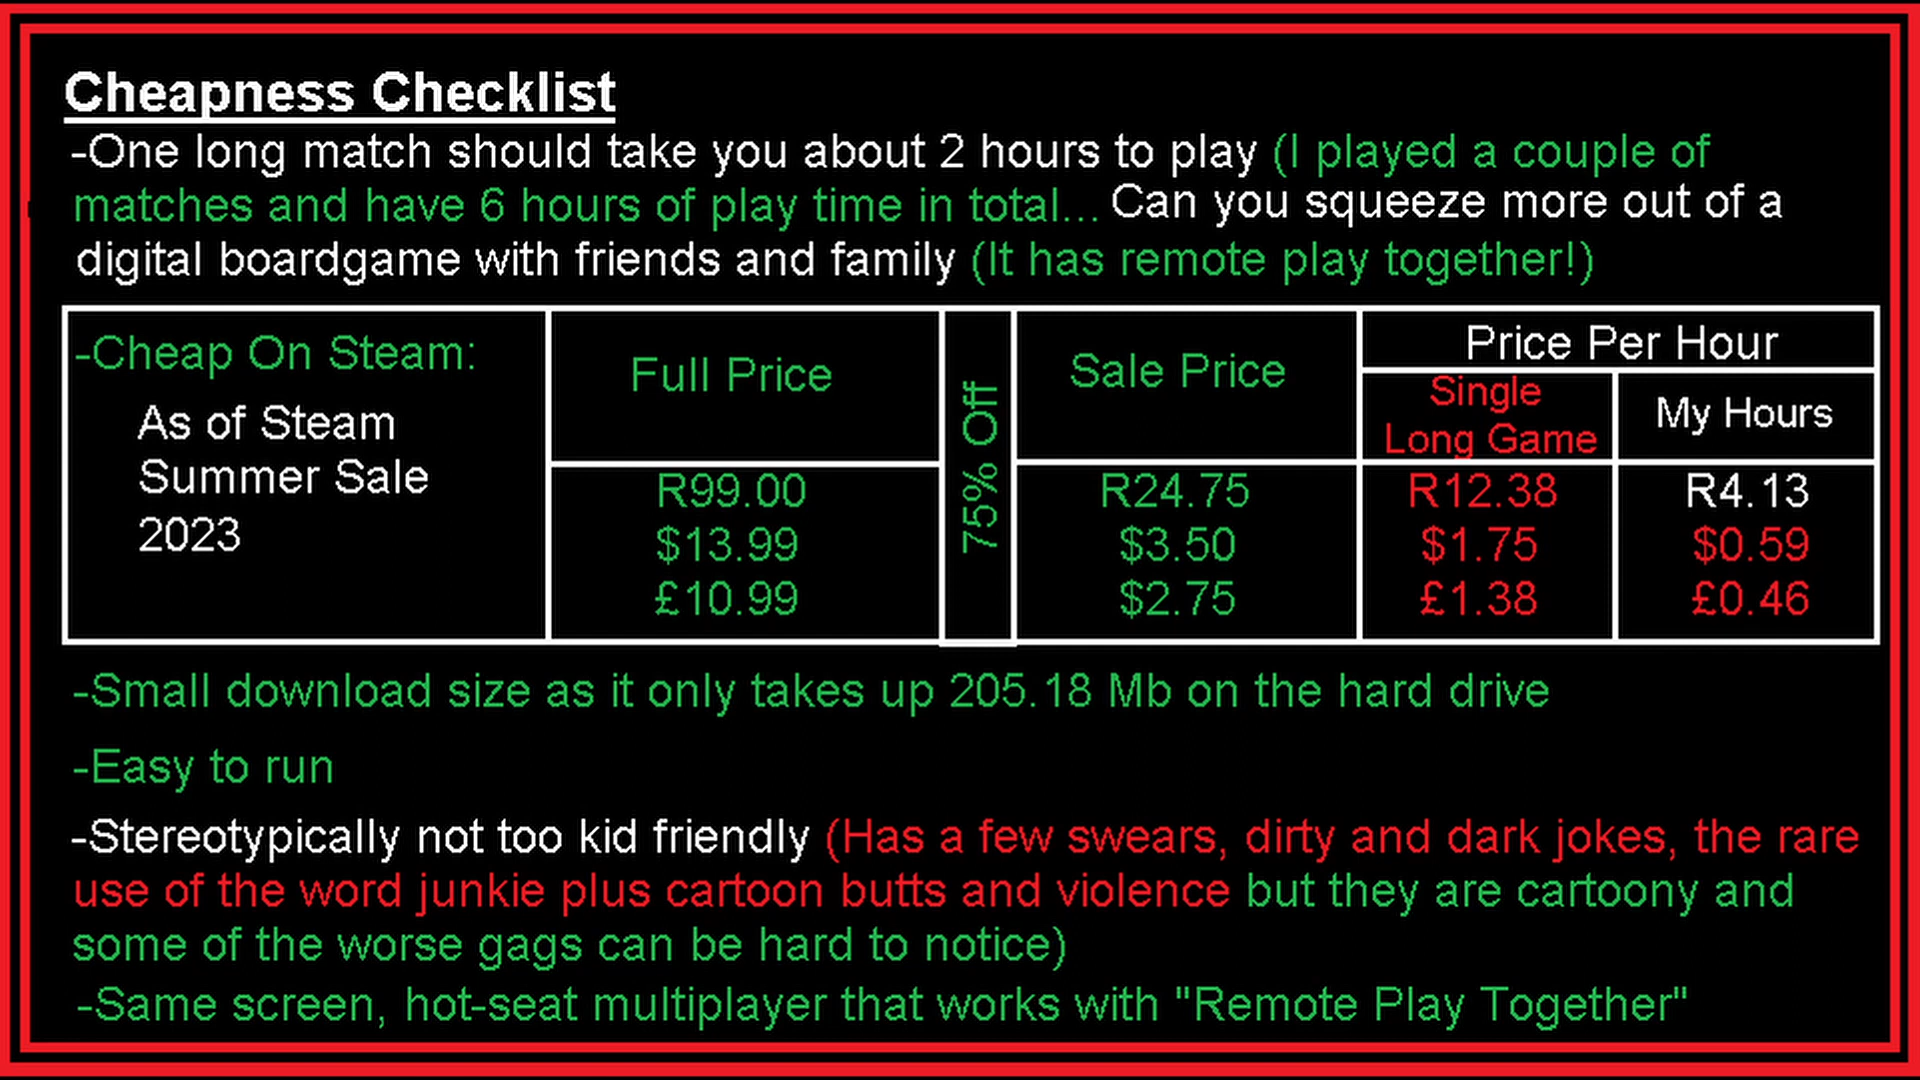 Cheapness Checklist
-One long match should take you about 2 hours to play (I played a couple of
matches and have 6 hours of play time in total... Can you squeeze more out of a
digital boardgame with friends and family (It has remote play together!)
-Cheap On Steam:
As of Steam
Summer Sale
2023
Full Price
R99.00
$13.99
£10.99
75% Off
Sale Price
R24.75
$3.50
$2.75
Price Per Hour
Single
Long Game
R12.38
$1.75
£1.38
My Hours
R4.13
$0.59
£0.46
-Small download size as it only takes up 205.18 Mb on the hard drive
-Easy to run
-Stereotypically not too kid friendly (Has a few swears, dirty and dark jokes, the rare
use of the word junkie plus cartoon butts and violence but they are cartoony and
some of the worse gags can be hard to notice)
-Same screen, hot-seat multiplayer that works with "Remote Play Together"